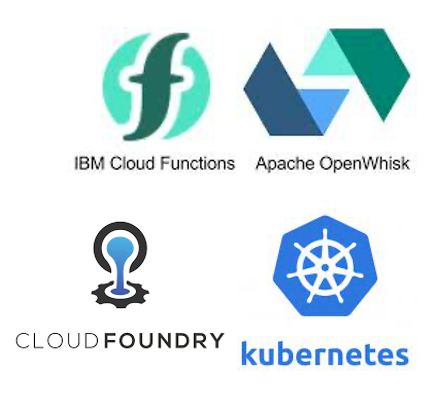 IBM Cloud Functions
Apache OpenWhisk
CLOUDFOUNDRY
kubernetes